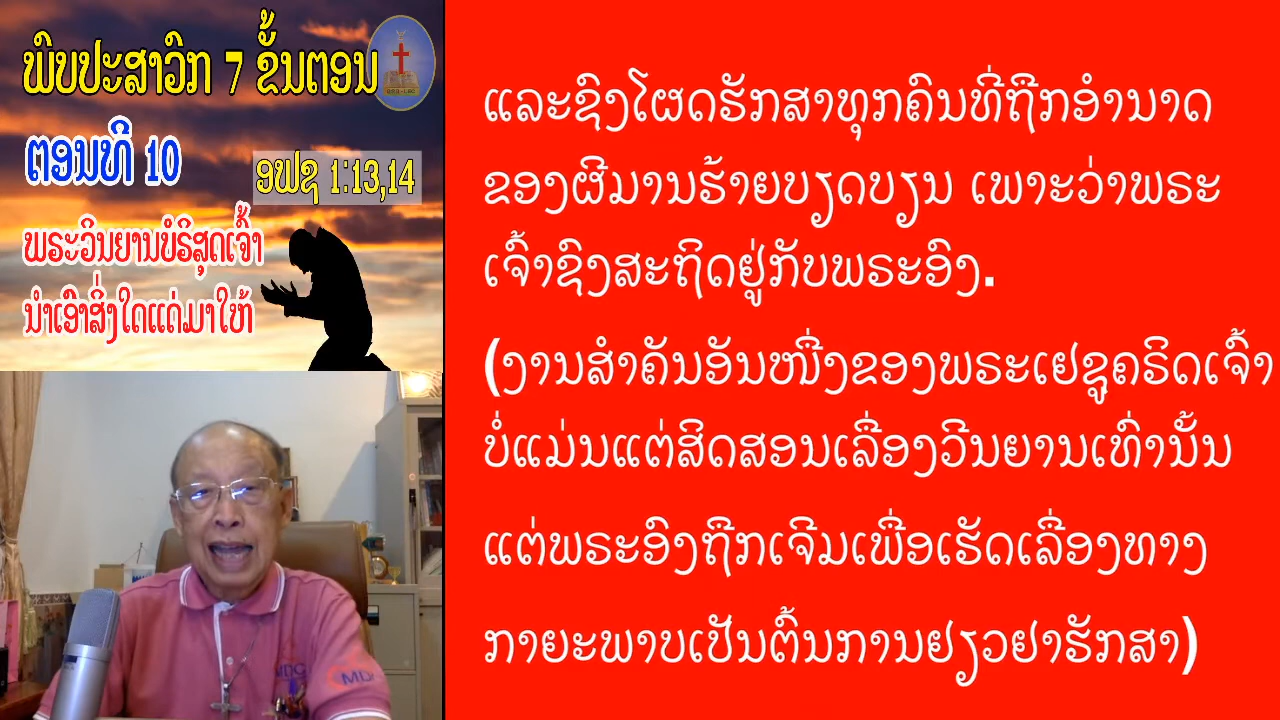 ພົບປະສາວົກ 7 ຂັ້ນຕອນ
ຕອນທີ 10
ອຟຊ 1:13,14
ພຣະວິນຍານບໍຣິສຸດເຈົ້າ
ນຳເອົາສິ່ງໃດແດ່ມາໃຫ້
ແລະຊົງໂຜດຮັກສາທຸກຄົນທີ່ຖືກອຳນາດ
ຂອງຜີມານຮ້າຍບຽດບຽນ ເພາະວ່າພຣະ
ເຈົ້າຊົງສະຖິດຢູ່ກັບພຣະອົງ.
(ງານສຳຄັນອັນໜື່ງຂອງພຣະເຢຊູຄຣິດເຈົ້າ
ບໍ່ແມ່ນແຕ່ສິດສອນເລື່ອງວິນຍານເທົ່ານັ້ນ
ແຕ່ພຣະອົງຖືກເຈີມເພື່ອເຮັດເລື່ອງທາງ
ກາຍະພາບເປັນຕົ້ນການຢຽວຢາຮັກສາ)